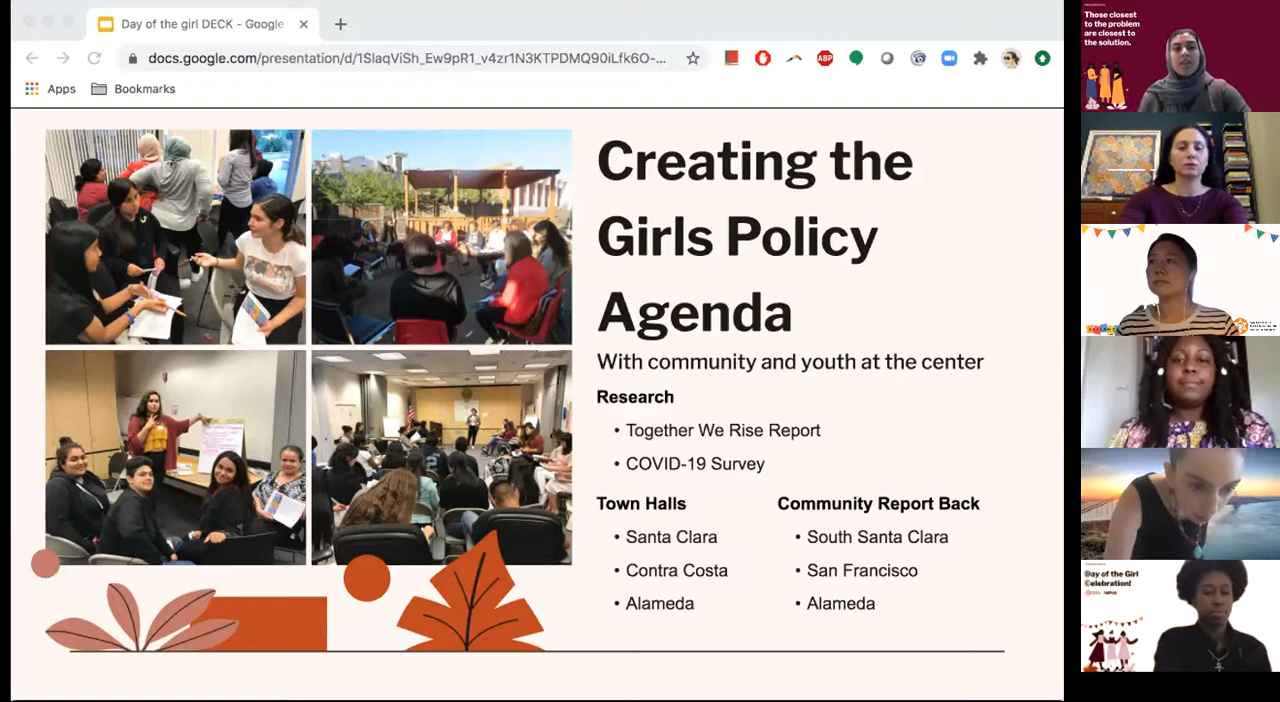 Day of the girl DECK - Google
docs.google.com/presentation/d/1SlaqViSh_Ew9pR1_v4zr1N3KTPDMQ90iLfk6O-...
ABP
Apps
Bookmarks
Creating the
Girls Policy
Agenda
With community and youth at the center
Research
• Together We Rise Report
• COVID-19 Survey
Town Halls
• Santa Clara
• Contra Costa
• Alameda
Community Report Back
• South Santa Clara
• San Francisco
• Alameda
Those closest
to the problem
are closest to
the solution.
Day of the Girl
Celebration!